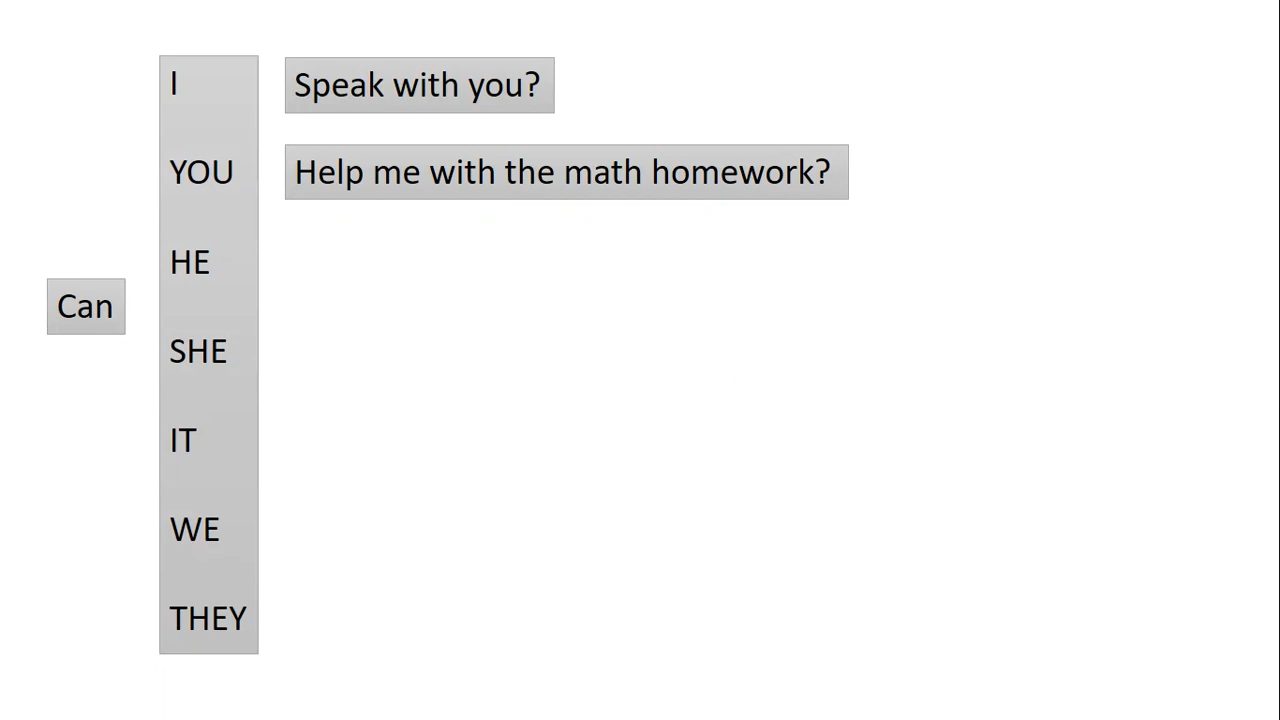 I
Speak with you?
YOU
Help me with the math homework?
HE
Can
SHE
IT
WE
THEY